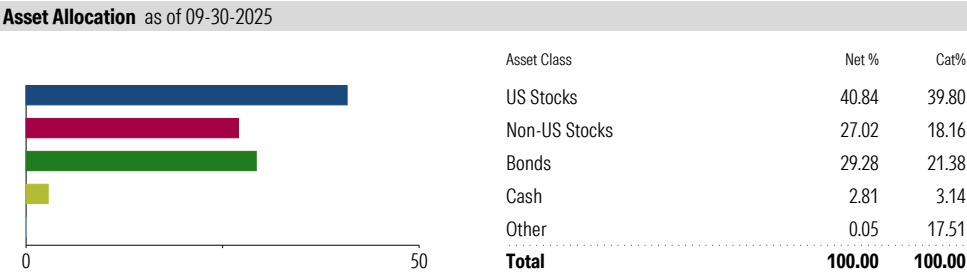 Asset Allocation as of 09-30-2025
Asset Class Net % Cat%
US Stocks 40.84 39.80
Non-US Stocks 27.02 18.16
Bonds 29.28 21.38
Cash 2.81 3.14
Other 0.05 17.51
0 50 Total 100.00 100.00